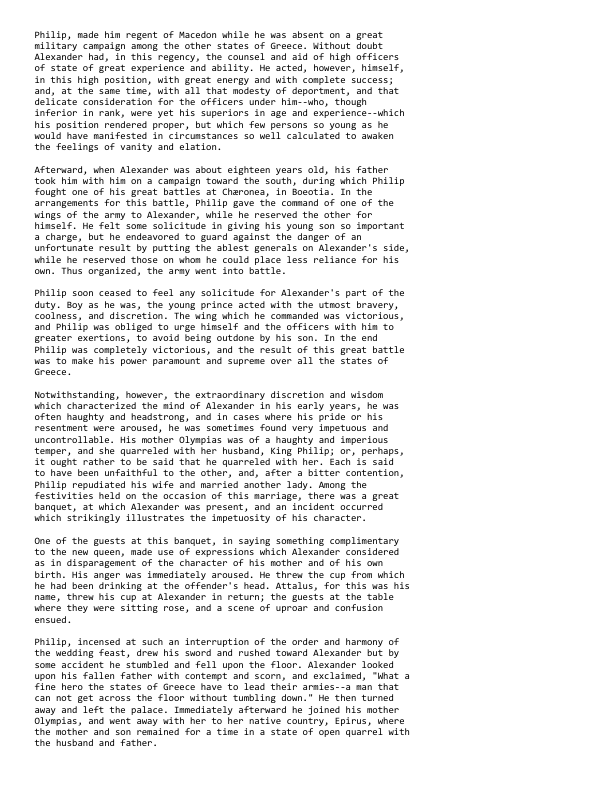 Philip, made him regent of Macedon while he was absent on a great
military campaign among the other states of Greece. Without doubt
Alexander had, in this regency, the counsel and aid of high officers
of state of great experience and ability. He acted, however, himself,
in this high position, with great energy and with complete success;
and, at the same time, with all that modesty of deportment, and that
delicate consideration for the officers under him--who, though
inferior in rank, were yet his superiors in age and experience--which
his position rendered proper, but which few persons so young as he
would have manifested in circumstances so well calculated to awaken
the feelings of vanity and elation.
Afterward, when Alexander was about eighteen years old, his father
took him with him on a campaign toward the south, during which Philip
fought one of his great battles at Chæronea, in Boeotia. In the
arrangements for this battle, Philip gave the command of one of the
wings of the army to Alexander, while he reserved the other for
himself. He felt some solicitude in giving his young son so important
a charge, but he endeavored to guard against the danger of an
unfortunate result by putting the ablest generals on Alexander's side,
while he reserved those on whom he could place less reliance for his
own. Thus organized, the army went into battle.
Philip soon ceased to feel any solicitude for Alexander's part of the
duty. Boy as he was, the young prince acted with the utmost bravery,
coolness, and discretion. The wing which he commanded was victorious,
and Philip was obliged to urge himself and the officers with him to
greater exertions, to avoid being outdone by his son. In the end
Philip was completely victorious, and the result of this great battle
was to make his power paramount and supreme over all the states of
Greece.
Notwithstanding, however, the extraordinary discretion and wisdom
which characterized the mind of Alexander in his early years, he was
often haughty and headstrong, and in cases where his pride or his
resentment were aroused, he was sometimes found very impetuous and
uncontrollable. His mother Olympias was of a haughty and imperious
temper, and she quarreled with her husband, King Philip; or, perhaps,
it ought rather to be said that he quarreled with her. Each is said
to have been unfaithful to the other, and, after a bitter contention,
Philip repudiated his wife and married another lady. Among the
festivities held on the occasion of this marriage, there was a great
banquet, at which Alexander was present, and an incident occurred
which strikingly illustrates the impetuosity of his character.
One of the guests at this banquet, in saying something complimentary
to the new queen, made use of expressions which Alexander considered
as in disparagement of the character of his mother and of his own
birth. His anger was immediately aroused. He threw the cup from which
he had been drinking at the offender's head. Attalus, for this was his
name, threw his cup at Alexander in return; the guests at the table
where they were sitting rose, and a scene of uproar and confusion
ensued.
Philip, incensed at such an interruption of the order and harmony of
the wedding feast, drew his sword and rushed toward Alexander but by
some accident he stumbled and fell upon the floor. Alexander looked
upon his fallen father with contempt and scorn, and exclaimed, "What a
fine hero the states of Greece have to lead their armies--a man that
can not get across the floor without tumbling down." He then turned
away and left the palace. Immediately afterward he joined his mother
Olympias, and went away with her to her native country, Epirus, where
the mother and son remained for a time in a state of open quarrel with
the husband and father.